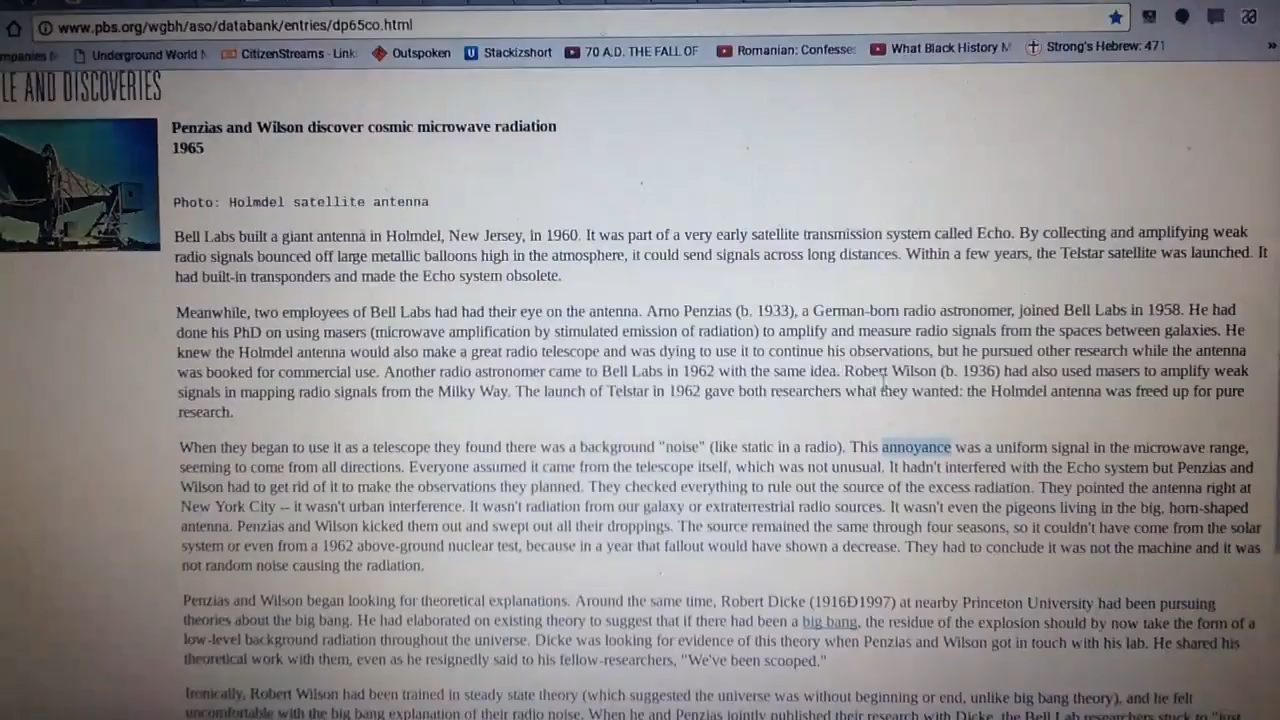 www.pbs.org/wgbh/aso/databank/entries/dp65co.html
Underground World CitizenStreams - Link Outspoken Stackizshort 70 A.D. THE FALL OF Romanian: Confesse: What Black History M Strong's Hebrew: 471 »
LE AND DISCOVERIES
Penzias and Wilson discover cosmic microwave radiation
1965
Photo: Holmdel satellite antenna
Bell Labs built a giant antenna in Holmdel, New Jersey, in 1960. It was part of a very early satellite transmission system called Echo. By collecting and amplifying weak
radio signals bounced off large metallic balloons high in the atmosphere, it could send signals across long distances. Within a few years, the Telstar satellite was launched. It
had built-in transponders and made the Echo system obsolete.
Meanwhile, two employees of Bell Labs had had their eye on the antenna. Arno Penzias (b. 1933), a German-born radio astronomer, joined Bell Labs in 1958. He had
done his PhD on using masers (microwave amplification by stimulated emission of radiation) to amplify and measure radio signals from the spaces between galaxies. He
knew the Holmdel antenna would also make a great radio telescope and was dying to use it to continue his observations, but he pursued other research while the antenna
was booked for commercial use. Another radio astronomer came to Bell Labs in 1962 with the same idea. Robert Wilson (b. 1936) had also used masers to amplify weak
signals in mapping radio signals from the Milky Way. The launch of Telstar in 1962 gave both researchers what they wanted: the Holmdel antenna was freed up for pure
research.
When they began to use it as a telescope they found there was a background "noise" (like static in a radio). This annoyance was a uniform signal in the microwave range,
seeming to come from all directions. Everyone assumed it came from the telescope itself, which was not unusual. It hadn't interfered with the Echo system but Penzias and
Wilson had to get rid of it to make the observations they planned. They checked everything to rule out the source of the excess radiation. They pointed the antenna right at
New York City -- it wasn't urban interference. It wasn't radiation from our galaxy or extraterrestrial radio sources. It wasn't even the pigeons living in the big, horn-shaped
antenna. Penzias and Wilson kicked them out and swept out all their droppings. The source remained the same through four seasons, so it couldn't have come from the solar
system or even from a 1962 above-ground nuclear test, because in a year that fallout would have shown a decrease. They had to conclude it was not the machine and it was
not random noise causing the radiation.
Penzias and Wilson began looking for theoretical explanations. Around the same time, Robert Dicke (1916Ð1997) at nearby Princeton University had been pursuing
theories about the big bang. He had elaborated on existing theory to suggest that if there had been a big bang, the residue of the explosion should by now take the form of a
low-level background radiation throughout the universe. Dicke was looking for evidence of this theory when Penzias and Wilson got in touch with his lab. He shared his
theoretical work with them, even as he resignedly said to his fellow-researchers, "We've been scooped."
Ironically, Robert Wilson had been trained in steady state theory (which suggested the universe was without beginning or end, unlike big bang theory), and he felt
uncomfortable with the big bang explanation of their radio noise. When he and Penzias jointly published their research with Dicke, the Bell Lab researchers stuck to "just